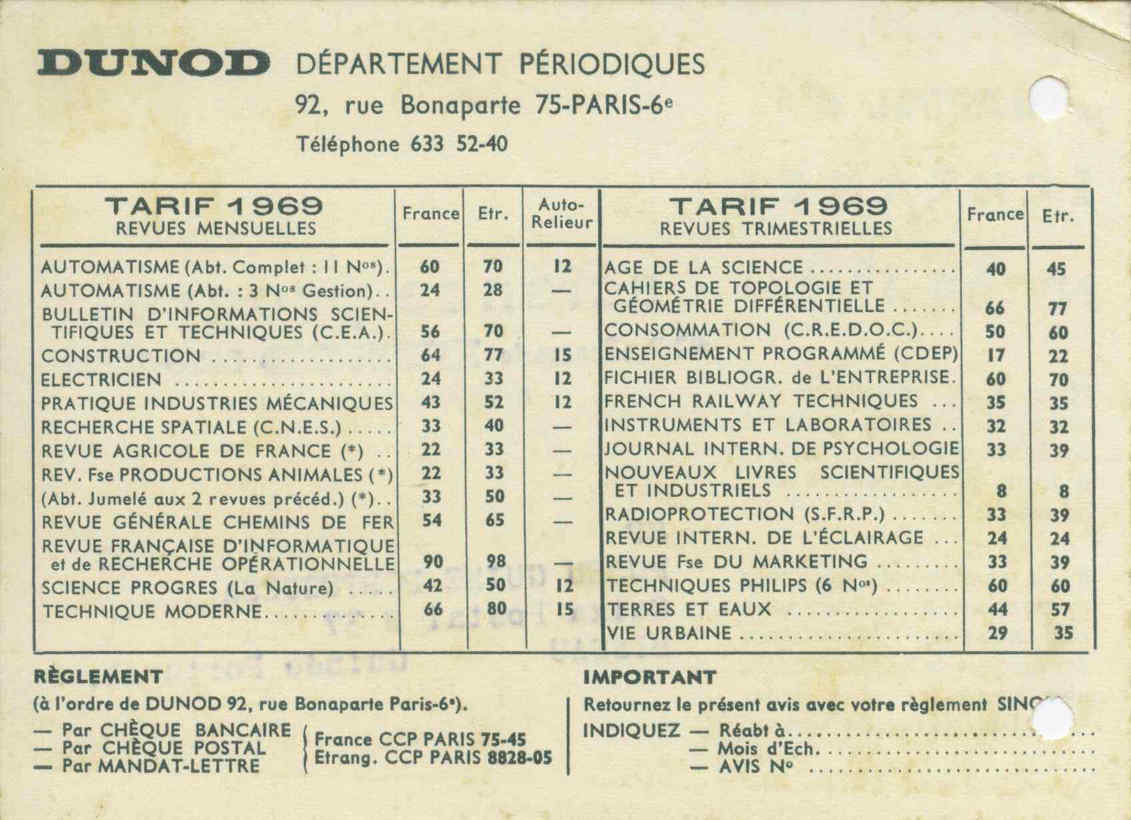 DUNOD DÉPARTEMENT PÉRIODIQUES
92, rue Bonaparte 75-PARIS-6e
Téléphone 633 52-40
TARIF 1969
REVUES MENSUELLES
France Etr. Auto-Relieur
AUTOMATISME (Abt. Complet : 11 Nos). 60 70 12
AUTOMATISME (Abt. : 3 Nos Gestion).. 24 28 —
BULLETIN D'INFORMATIONS SCIEN-
TIFIQUES ET TECHNIQUES (C.E.A.). 56 70 —
CONSTRUCTION .................... 64 77 15
ELECTRICIEN ...................... 24 33 12
PRATIQUE INDUSTRIES MÉCANIQUES 43 52 12
RECHERCHE SPATIALE (C.N.E.S.) ..... 33 40 —
REVUE AGRICOLE DE FRANCE (*) .. 22 33 —
REV. Fse PRODUCTIONS ANIMALES (*) 22 33 —
(Abt. Jumelé aux 2 revues précéd.) (*).. 33 50 —
REVUE GÉNÉRALE CHEMINS DE FER 54 65 —
REVUE FRANÇAISE D'INFORMATIQUE
et de RECHERCHE OPÉRATIONNELLE 90 98 —
SCIENCE PROGRES (La Nature) ...... 42 50 12
TECHNIQUE MODERNE............. 66 80 15
TARIF 1969
REVUES TRIMESTRIELLES
France Etr.
AGE DE LA SCIENCE ................ 40 45
CAHIERS DE TOPOLOGIE ET
GÉOMÉTRIE DIFFÉRENTIELLE ....... 66 77
CONSOMMATION (C.R.E.D.O.C.).... 50 60
ENSEIGNEMENT PROGRAMMÉ (CDEP) 17 22
FICHIER BIBLIOGR. de L'ENTREPRISE. 60 70
FRENCH RAILWAY TECHNIQUES ... 35 35
INSTRUMENTS ET LABORATOIRES .. 32 32
JOURNAL INTERN. DE PSYCHOLOGIE 33 39
NOUVEAUX LIVRES SCIENTIFIQUES
ET INDUSTRIELS .................. 8 8
RADIOPROTECTION (S.F.R.P.) ....... 33 39
REVUE INTERN. DE L'ÉCLAIRAGE ... 24 24
REVUE Fse DU MARKETING ......... 33 39
TECHNIQUES PHILIPS (6 Nos) ........ 60 60
TERRES ET EAUX ................... 44 57
VIE URBAINE ....................... 29 35
RÈGLEMENT
(à l'ordre de DUNOD 92, rue Bonaparte Paris-6e).
— Par CHÈQUE BANCAIRE
— Par CHÈQUE POSTAL
— Par MANDAT-LETTRE
France CCP PARIS 75-45
Etrang. CCP PARIS 8828-05
IMPORTANT
Retournez le présent avis avec votre règlement
INDIQUEZ — Réabt à..............................
— Mois d'Ech..............................
— AVIS No ..............................